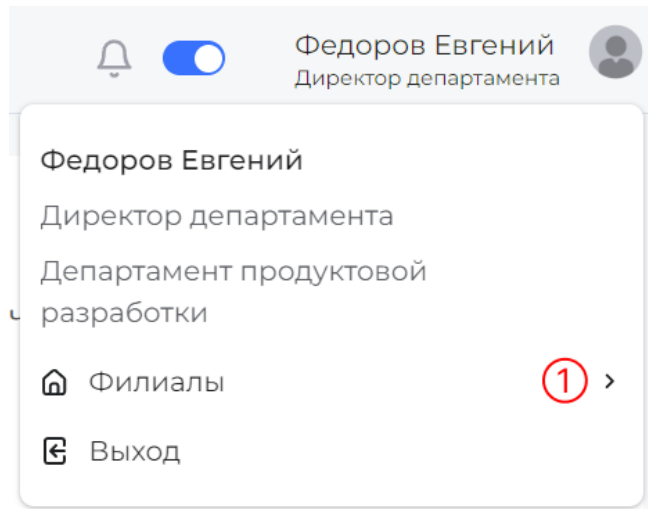 Федоров Евгений
Директор департамента
Федоров Евгений
Директор департамента
Департамент продуктовой
разработки
Филиалы 1
Выход